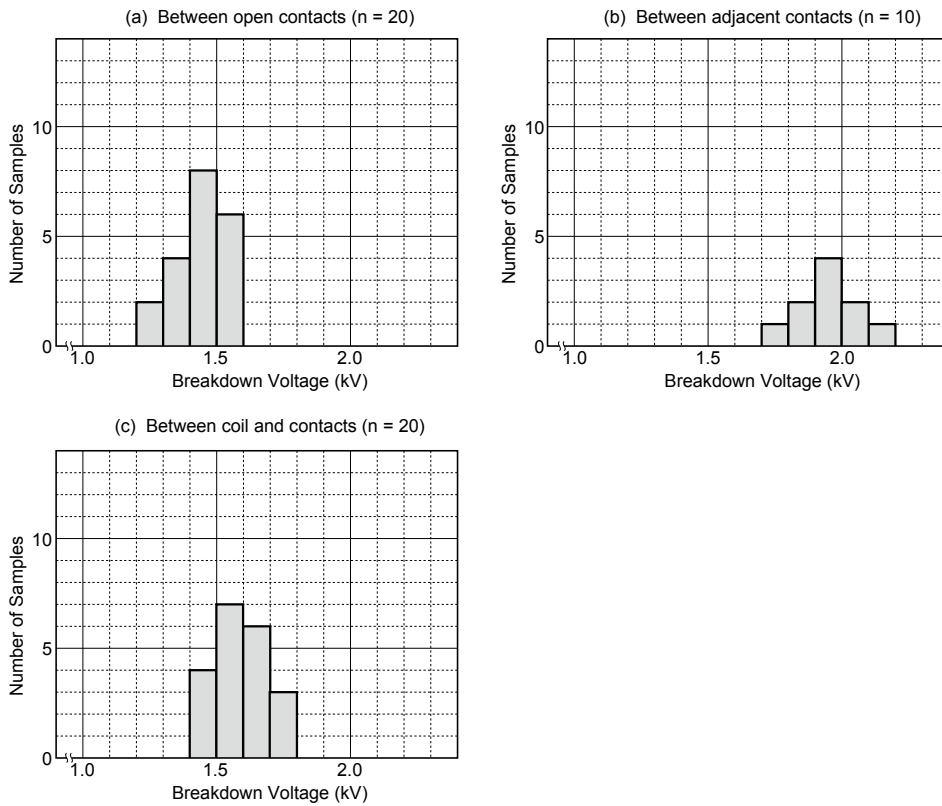 (a) Between open contacts (n = 20)
Number of Samples
10
5
0
1.0 1.5 2.0
Breakdown Voltage (kV)
(b) Between adjacent contacts (n = 10)
Number of Samples
10
5
0
1.0 1.5 2.0
Breakdown Voltage (kV)
(c) Between coil and contacts (n = 20)
Number of Samples
10
5
0
1.0 1.5 2.0
Breakdown Voltage (kV)